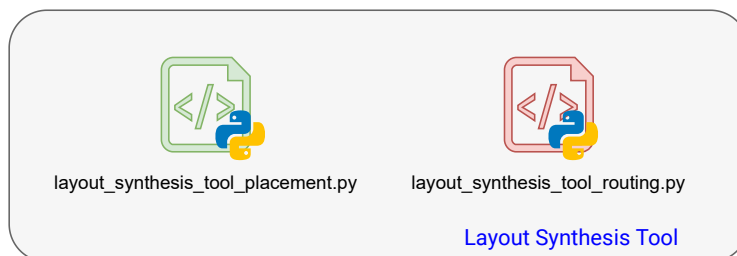 </>
</>
layout_synthesis_tool_placement.py
layout_synthesis_tool_routing.py
Layout Synthesis Tool